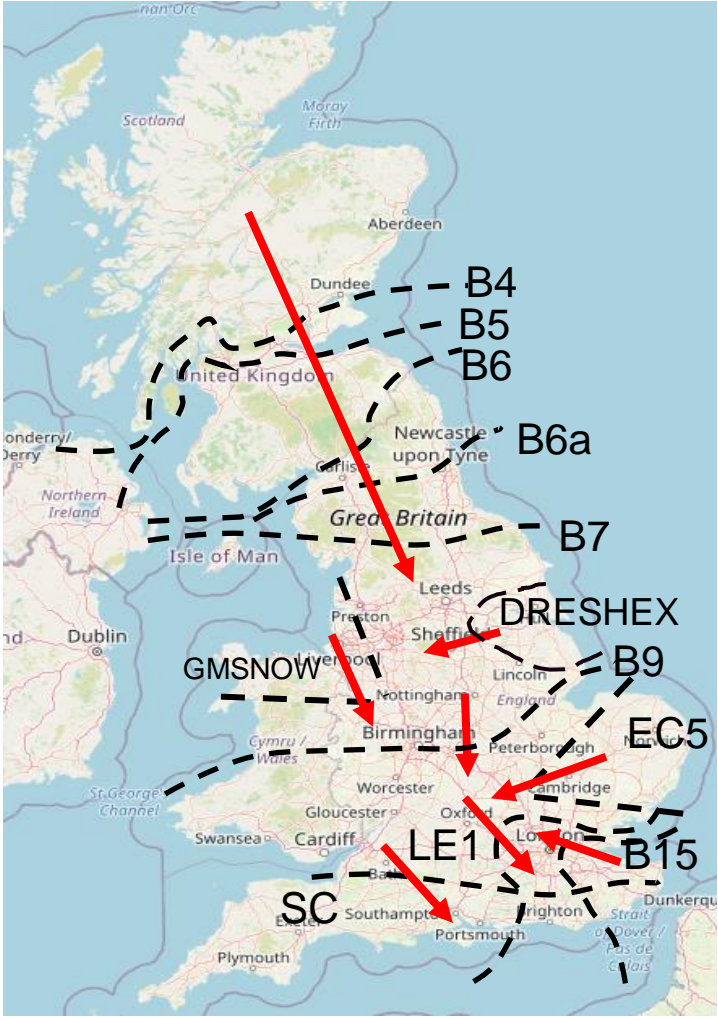 nan Orc
Moray
Firth
Scotland
Aberdeen
Dundee
B4
B5
United Kingdom
B6
Newcastle
upon Tyne
B6a
onderry/
Derry
Carlisle
Northern
Ireland
Great Britain
B7
Isle of Man
Leeds
Preston
DRESHEX
nd
Dublin
Sheffield
Liverpool
GMSNOW
Lincoln
B9
Nottingham
England
Birmingham
EC5
Norwich
Cymru /
Wales
Peterborough
St George's
Channel
Worcester
Cambridge
Gloucester
Oxford
Swansea
Cardiff
LE1
London
B15
Bath
SC
Exeter
Southampton
Portsmouth
Brighton
Strait
of Dover /
Pas de
Calais
Dunkerqu
Plymouth